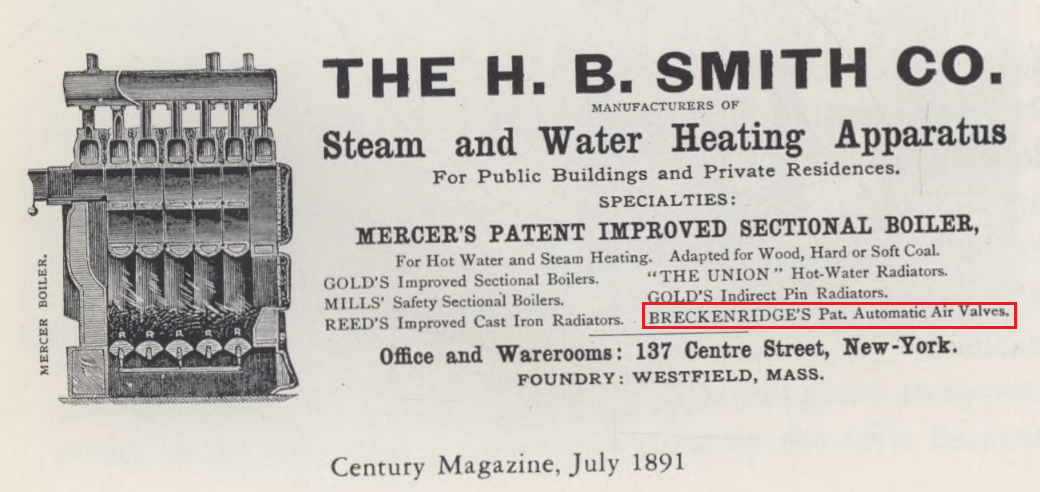 THE H. B. SMITH CO.
MANUFACTURERS OF
Steam and Water Heating Apparatus
For Public Buildings and Private Residences.
SPECIALTIES:
MERCER'S PATENT IMPROVED SECTIONAL BOILER,
For Hot Water and Steam Heating. Adapted for Wood, Hard or Soft Coal.
GOLD'S Improved Sectional Boilers.
MILLS' Safety Sectional Boilers.
REED'S Improved Cast Iron Radiators.
"THE UNION" Hot-Water Radiators.
GOLD'S Indirect Pin Radiators.
BRECKENRIDGE'S Pat. Automatic Air Valves.
Office and Warerooms: 137 Centre Street, New-York.
FOUNDRY: WESTFIELD, MASS.
MERCER BOILER.
Century Magazine, July 1891